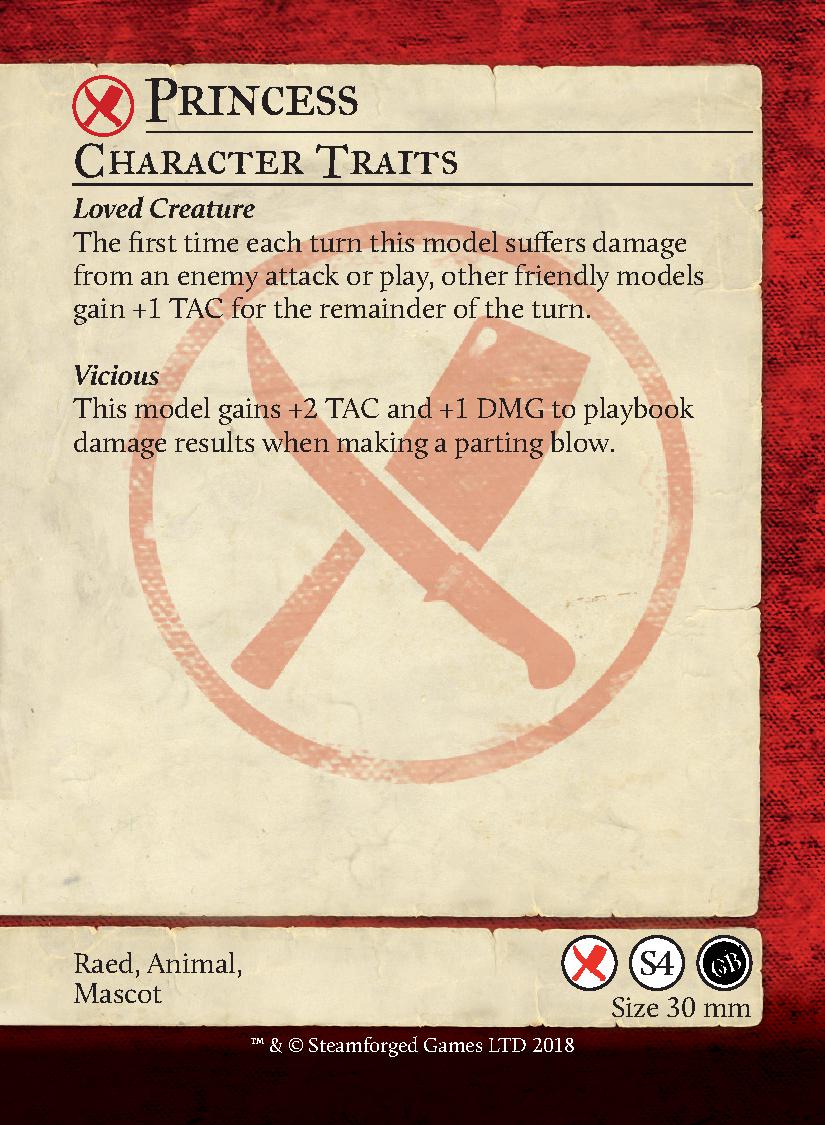 Princess
Character Traits
Loved Creature
The first time each turn this model suffers damage
from an enemy attack or play, other friendly models
gain +1 TAC for the remainder of the turn.
Vicious
This model gains +2 TAC and +1 DMG to playbook
damage results when making a parting blow.
Raed, Animal,
Mascot
S4
GB
Size 30 mm
™ & © Steamforged Games LTD 2018